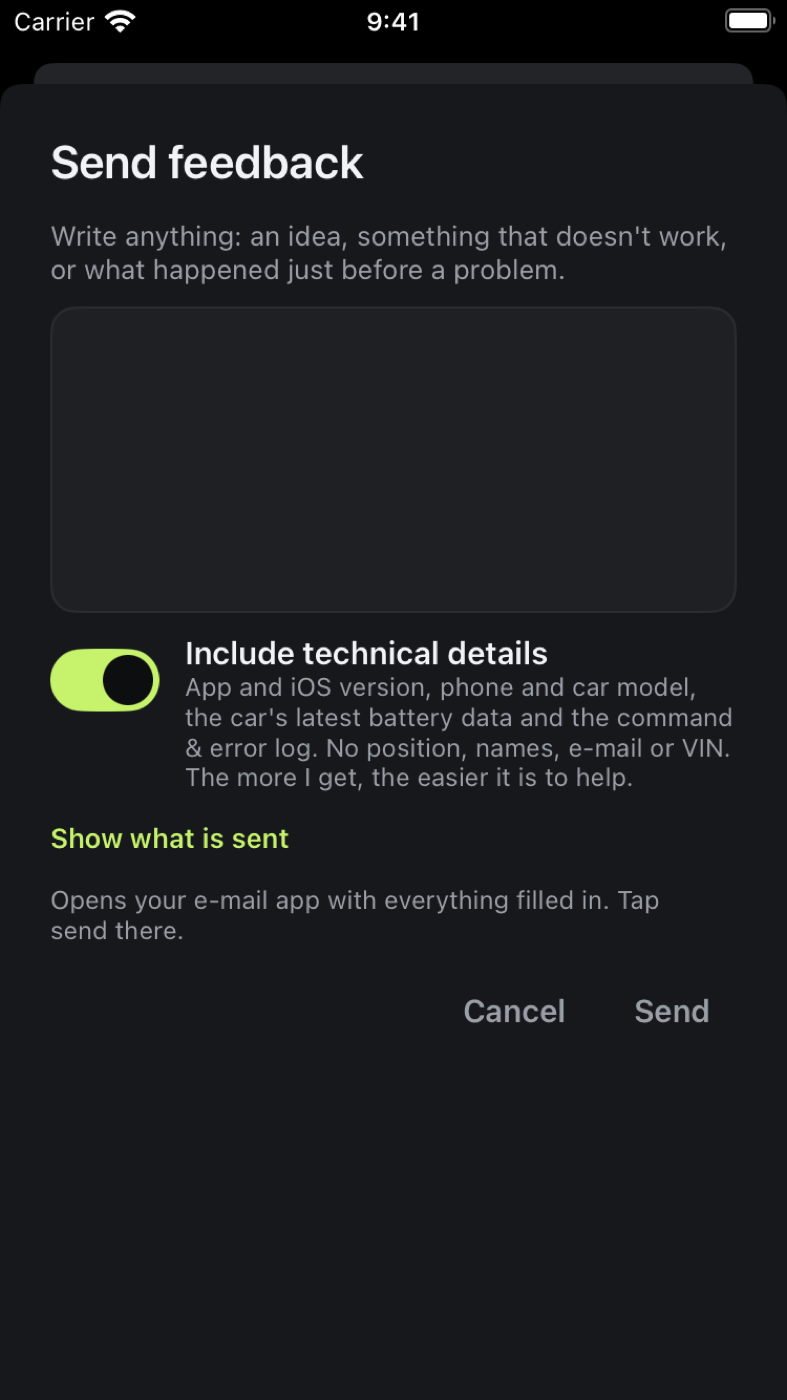 Carrier 9:41
Send feedback
Write anything: an idea, something that doesn't work,
or what happened just before a problem.
Include technical details
App and iOS version, phone and car model,
the car's latest battery data and the command
& error log. No position, names, e-mail or VIN.
The more I get, the easier it is to help.
Show what is sent
Opens your e-mail app with everything filled in. Tap
send there.
Cancel Send